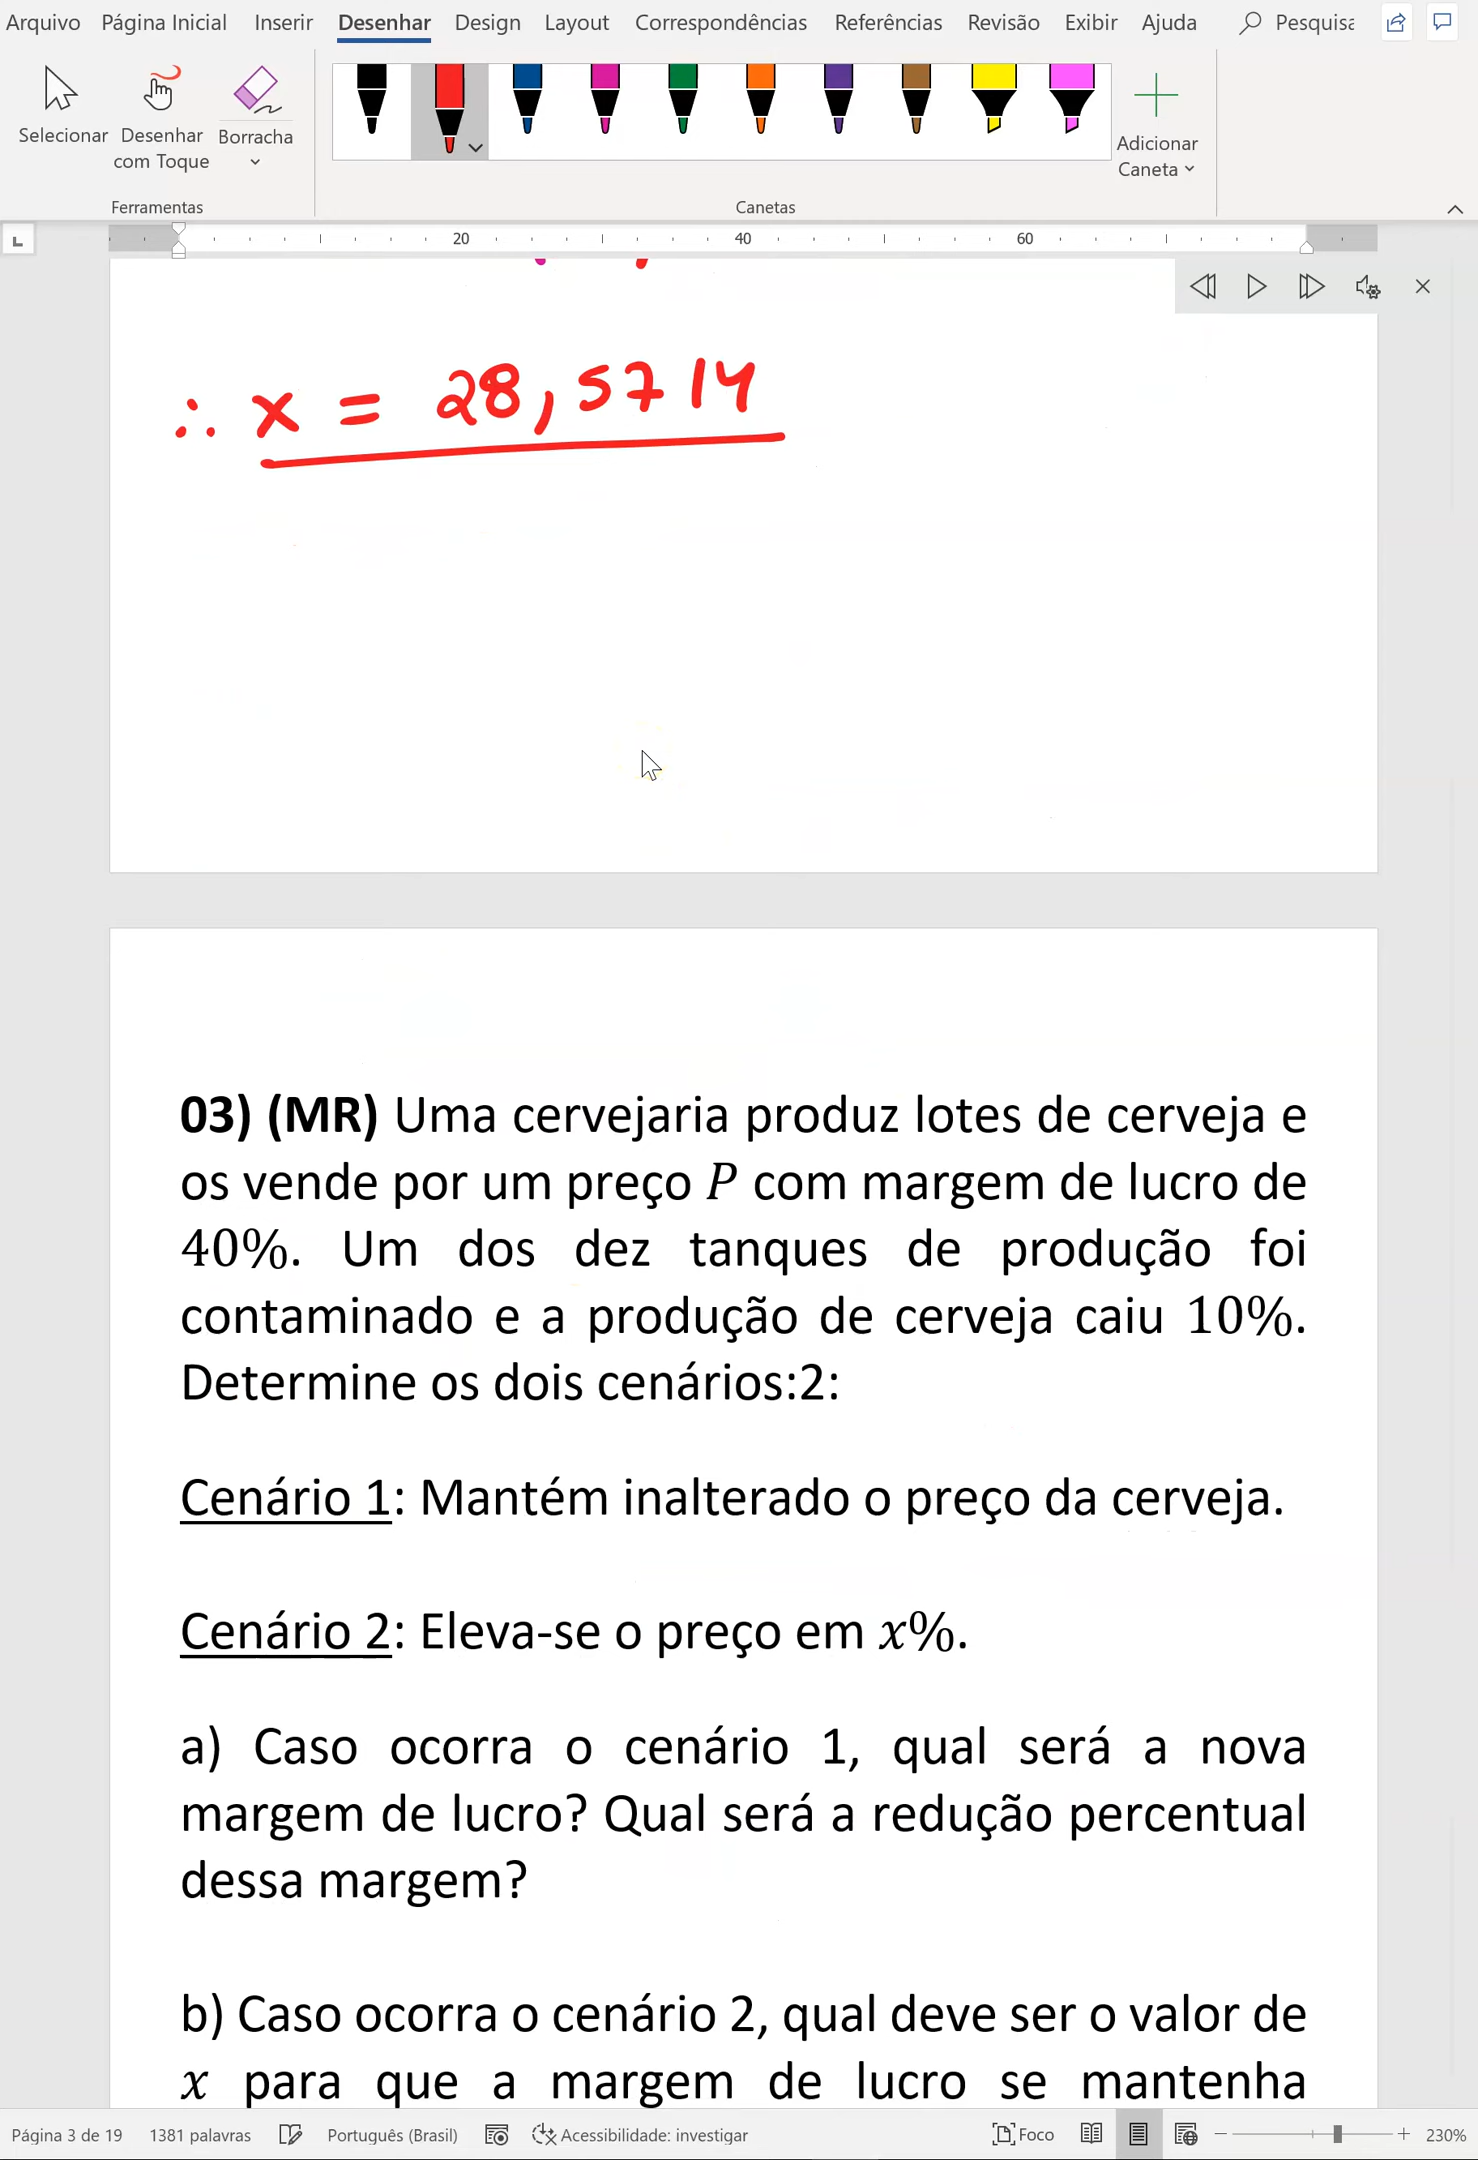 Arquivo Página Inicial Inserir Desenhar Design Layout Correspondências Referências Revisão Exibir Ajuda Pesquisa
Selecionar Desenhar com Toque Borracha
Adicionar Caneta
Ferramentas Canetas
20 40 60
∴ x = 28,5714
03) (MR) Uma cervejaria produz lotes de cerveja e
os vende por um preço P com margem de lucro de
40%. Um dos dez tanques de produção foi
contaminado e a produção de cerveja caiu 10%.
Determine os dois cenários:2:
Cenário 1: Mantém inalterado o preço da cerveja.
Cenário 2: Eleva-se o preço em x%.
a) Caso ocorra o cenário 1, qual será a nova
margem de lucro? Qual será a redução percentual
dessa margem?
b) Caso ocorra o cenário 2, qual deve ser o valor de
x para que a margem de lucro se mantenha
Página 3 de 19 1381 palavras Português (Brasil) Acessibilidade: investigar Foco 230%